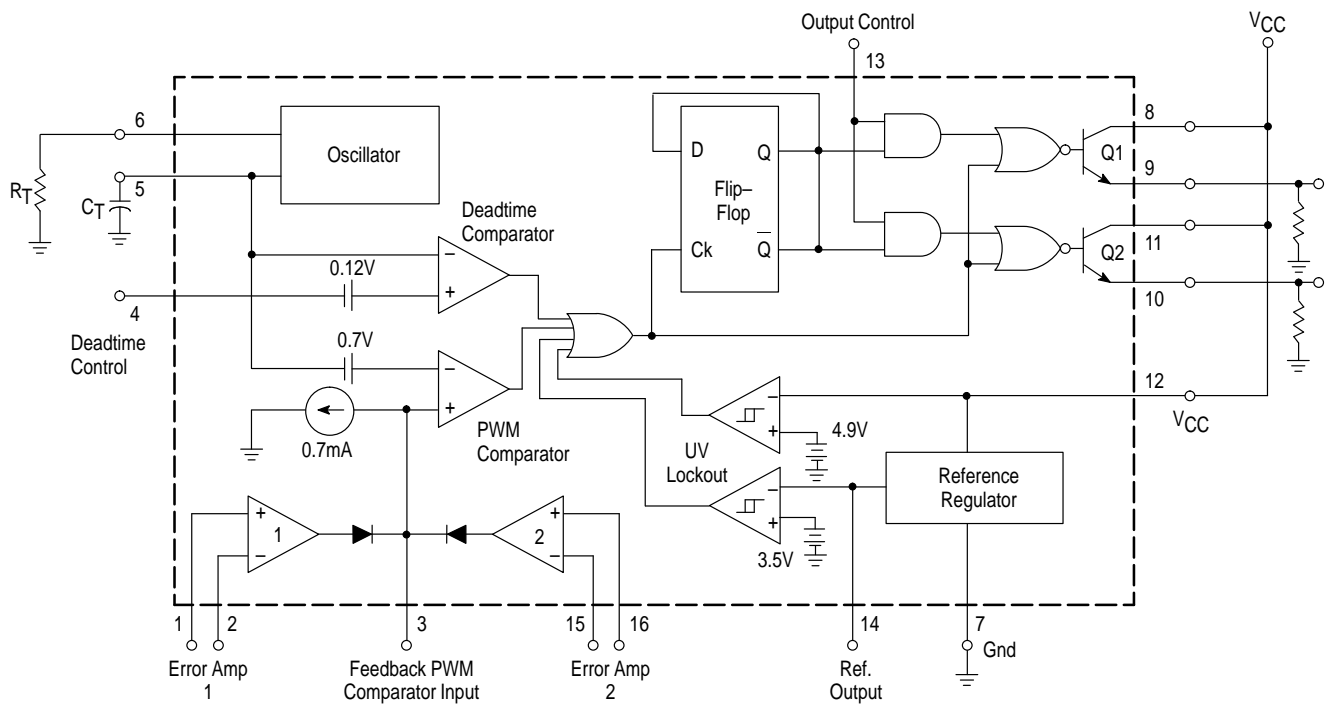 Output Control
VCC
13
6
RT
5
CT
Oscillator
D
Q
Flip–
Flop
Ck
Q
8
Q1
9
11
Q2
10
Deadtime
Comparator
0.12V
–
+
4
Deadtime
Control
0.7V
–
+
0.7mA
PWM
Comparator
UV
Lockout
–
+
4.9V
–
+
3.5V
12
VCC
Reference
Regulator
+
1
–
+
2
–
1
2
3
15
16
14
7
Error Amp
1
Feedback PWM
Comparator Input
Error Amp
2
Ref.
Output
Gnd